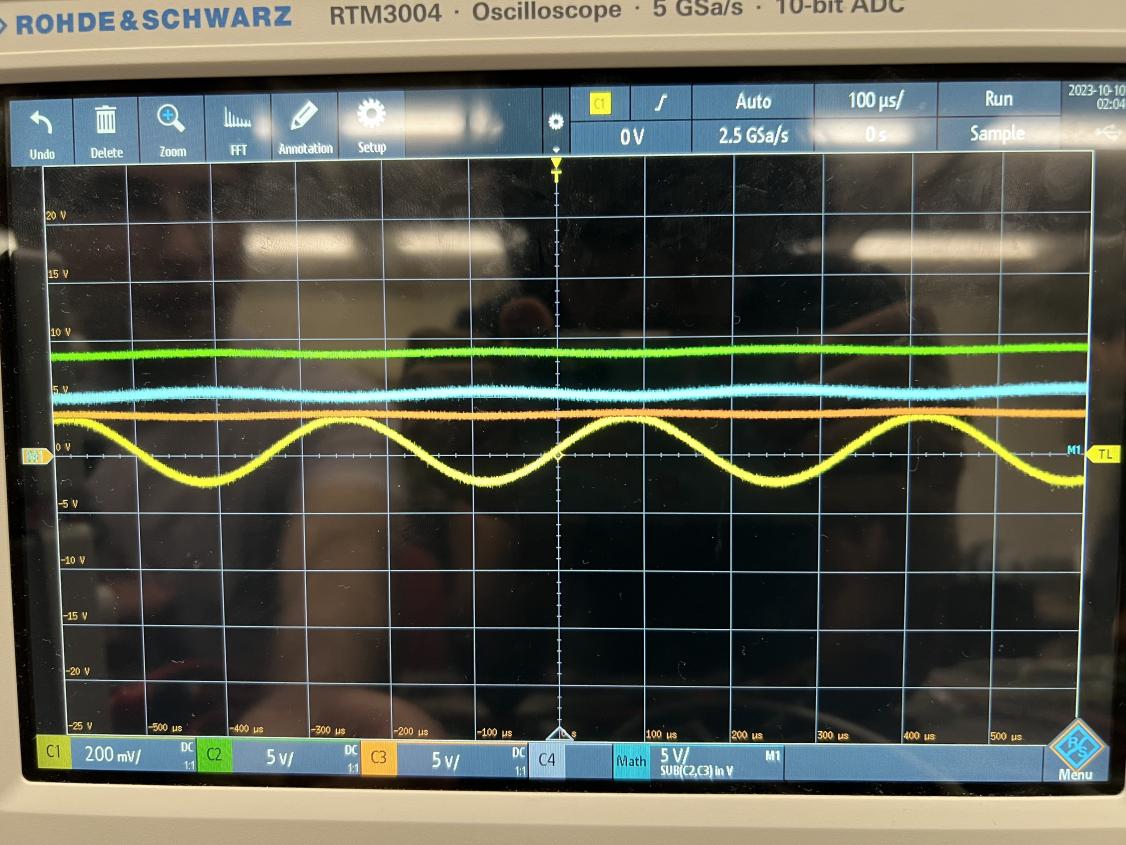 ROHDE&SCHWARZ RTM3004 · Oscilloscope · 5 GSa/s · 10-bit ADC
Undo Delete Zoom FFT Annotation Setup
C1 Auto 100 µs/ Run 2023-10-10
02:04
0 V 2.5 GSa/s 0 s Sample
T
20 V
15 V
10 V
5 V
0 V
M1 TL
-5 V
-10 V
-15 V
-20 V
-25 V
-500 µs -400 µs -300 µs -200 µs -100 µs 0 s 100 µs 200 µs 300 µs 400 µs 500 µs
C1 200 mV/ DC 1:1 C2 5 V/ DC 1:1 C3 5 V/ DC 1:1 C4 Math 5 V/ M1
SUB(C2,C3) in V
R/S
Menu